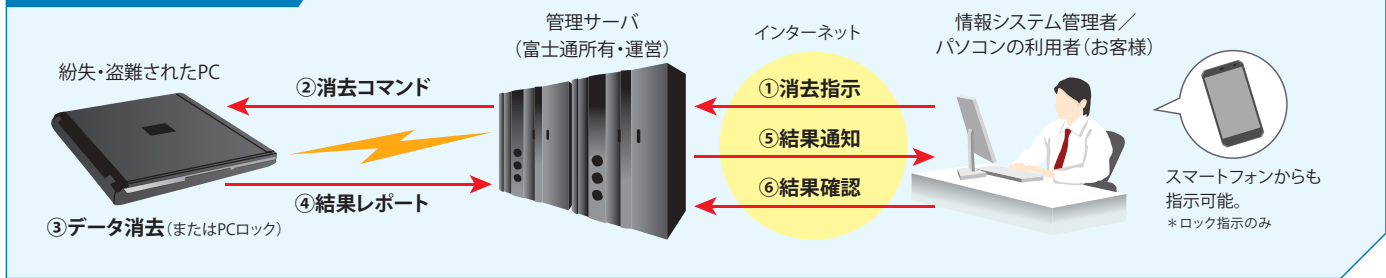 紛失・盗難されたPC
②消去コマンド
④結果レポート
③データ消去(またはPCロック)
管理サーバ
(富士通所有・運営)
インターネット
①消去指示
⑤結果通知
⑥結果確認
情報システム管理者／
パソコンの利用者(お客様)
スマートフォンからも
指示可能。
＊ロック指示のみ